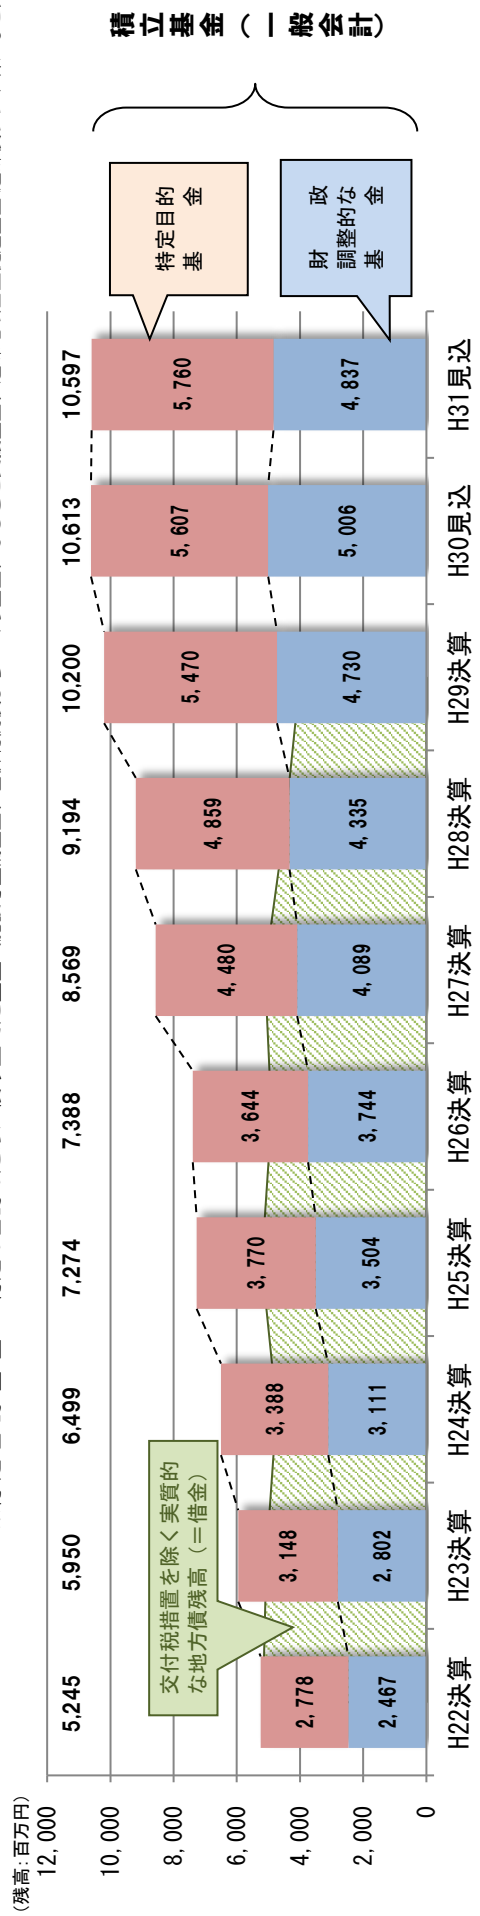 (残高:百万円)
12,000
10,000
8,000
6,000
4,000
2,000
0
5,245
5,950
6,499
7,274
7,388
8,569
9,194
10,200
10,613
10,597
2,778
3,148
3,388
3,770
3,644
4,480
4,859
5,470
5,607
5,760
2,467
2,802
3,111
3,504
3,744
4,089
4,335
4,730
5,006
4,837
H22決算
H23決算
H24決算
H25決算
H26決算
H27決算
H28決算
H29決算
H30見込
H31見込
交付税措置を除く実質的
な地方債残高(=借金)
特定目的
基金
財政
調整的な
基金
積立基金(一般会計)